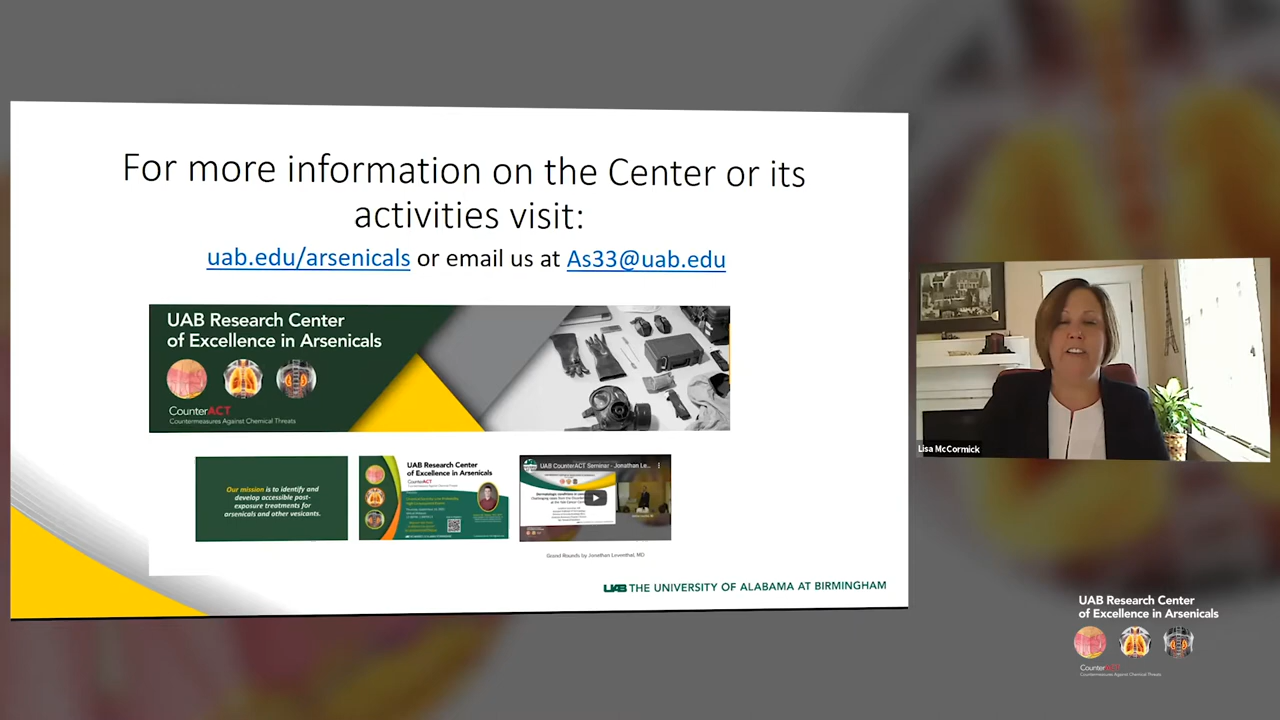 For more information on the Center or its
activities visit:
uab.edu/arsenicals or email us at As33@uab.edu
UAB Research Center
of Excellence in Arsenicals
CounterACT
Countermeasures Against Chemical Threats
Our mission is to identify and
develop accessible post-
exposure treatments for
arsenicals and other vesicants.
UAB Research Center
of Excellence in Arsenicals
CounterACT
UAB CounterACT Seminar - Jonathan Le...
Grand Rounds by Jonathan Leventhal, MD
UAB THE UNIVERSITY OF ALABAMA AT BIRMINGHAM
Lisa McCormick
UAB Research Center
of Excellence in Arsenicals
CounterACT
Countermeasures Against Chemical Threats